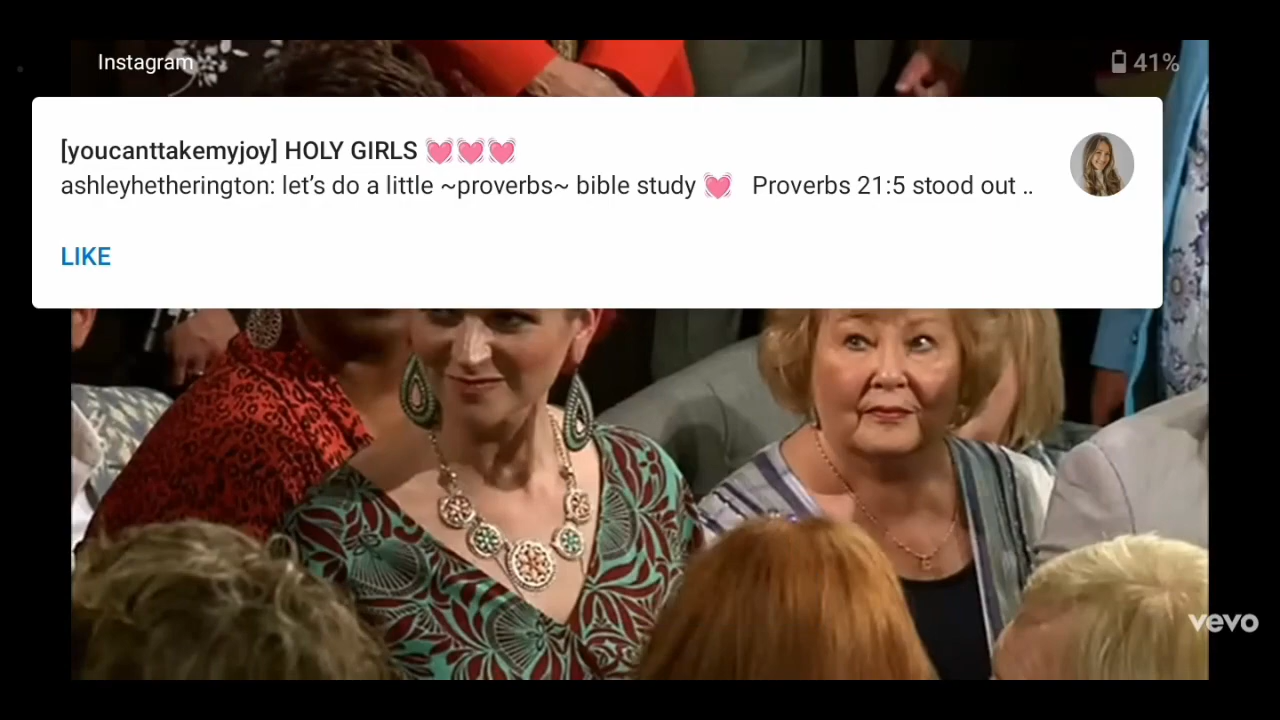 Instagram
41%
[youcanttakemyjoy] HOLY GIRLS 💓💓💓
ashleyhetherington: let’s do a little ~proverbs~ bible study 💓 Proverbs 21:5 stood out ..
LIKE
vevo